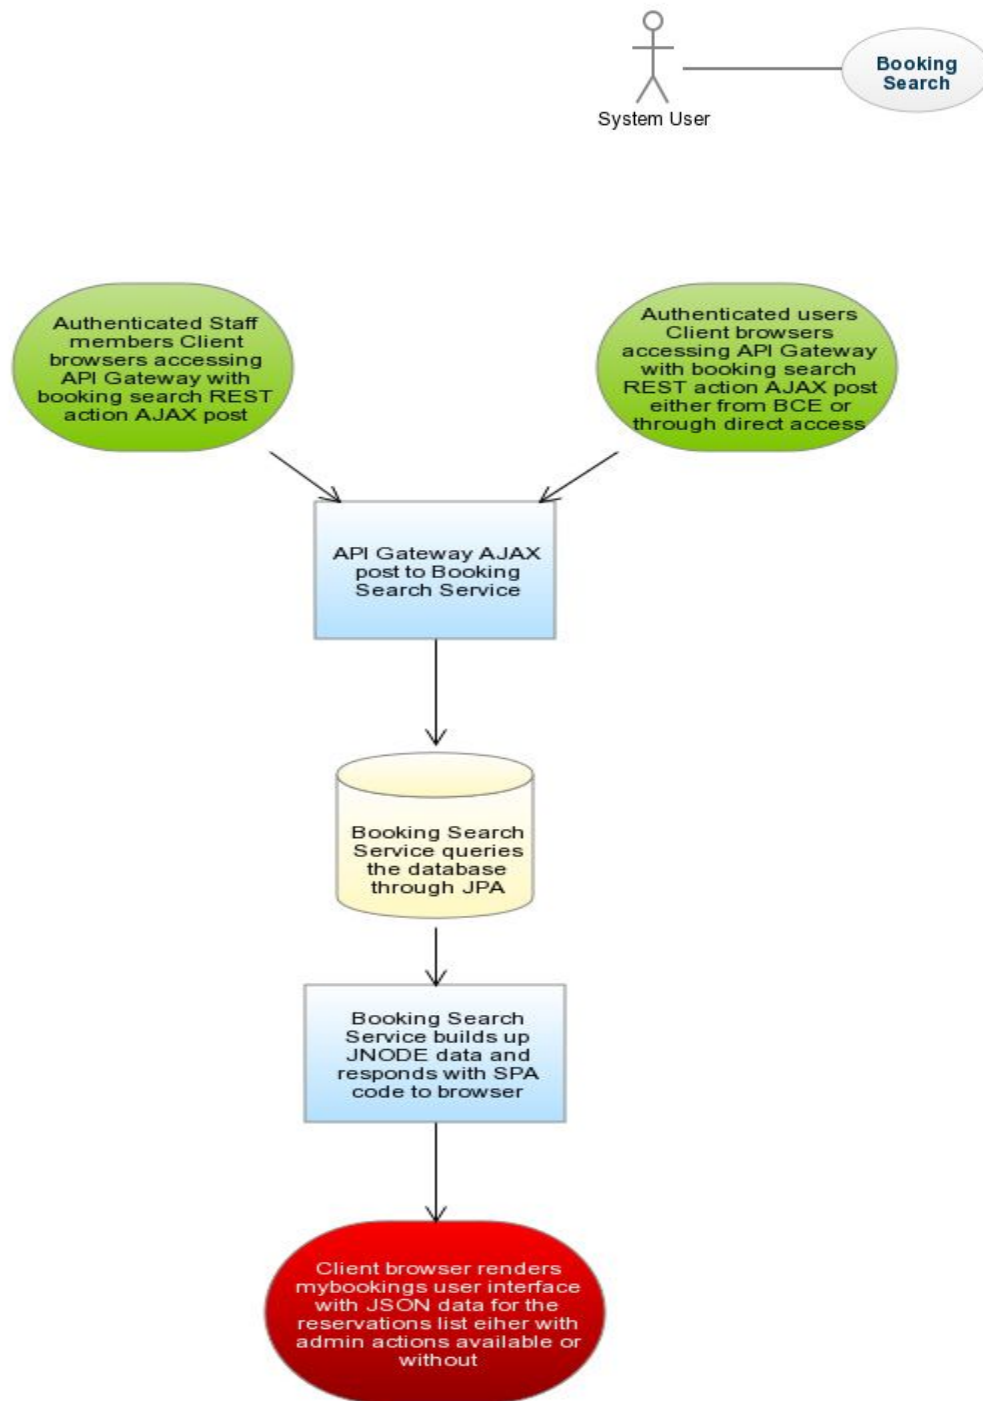 Booking
Search
System User
Authenticated Staff
members Client
browsers accessing
API Gateway with
booking search REST
action AJAX post
Authenticated users
Client browsers
accessing API Gateway
with booking search
REST action AJAX post
either from BCE or
through direct access
API Gateway AJAX
post to Booking
Search Service
Booking Search
Service queries
the database
through JPA
Booking Search
Service builds up
JNODE data and
responds with SPA
code to browser
Client browser renders
mybookings user interface
with JSON data for the
reservations list eiher with
admin actions available or
without